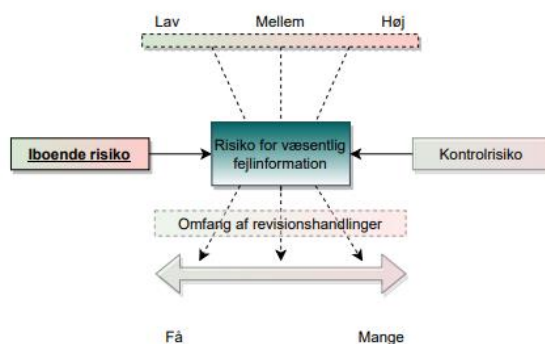 Lav Mellem Høj
Iboende risiko
Risiko for væsentlig
fejlinformation
Kontrolrisiko
Omfang af revisionshandlinger
Få Mange